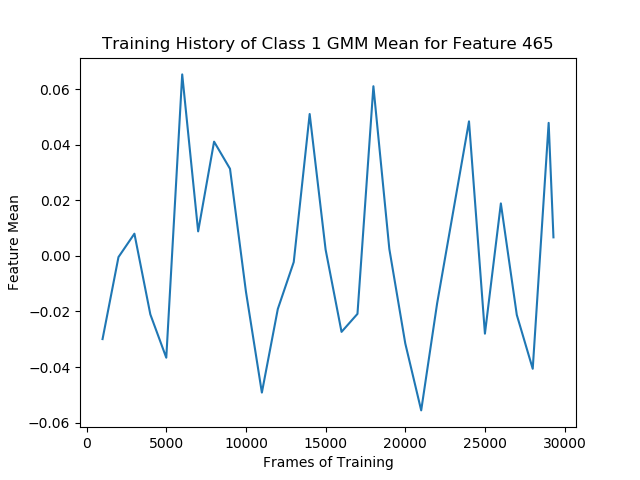 Training History of Class 1 GMM Mean for Feature 465
0.06
0.04
0.02
0.00
−0.02
−0.04
−0.06
Feature Mean
0 5000 10000 15000 20000 25000 30000
Frames of Training